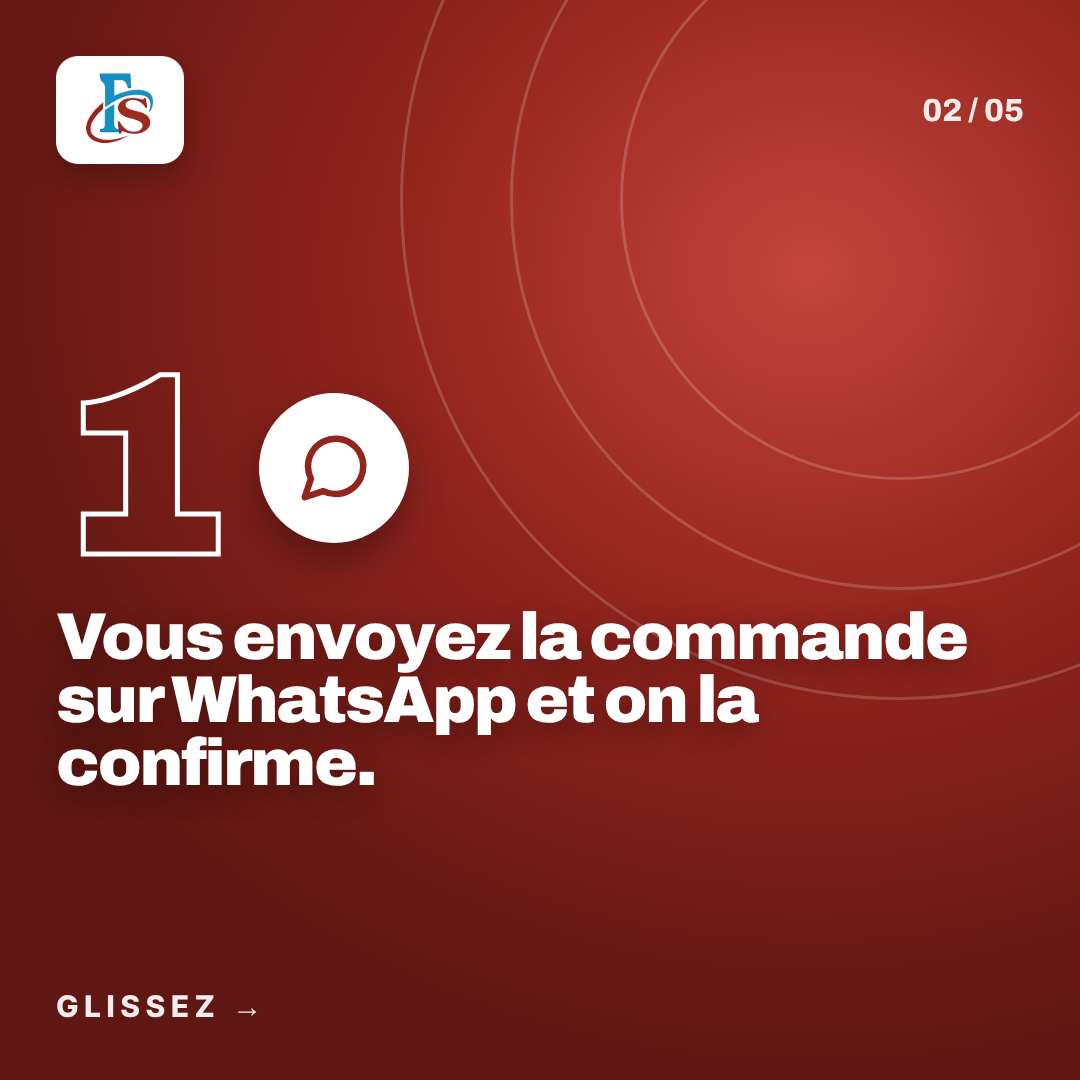 FS
02 / 05
1
Vous envoyez la commande
sur WhatsApp et on la
confirme.
GLISSEZ →